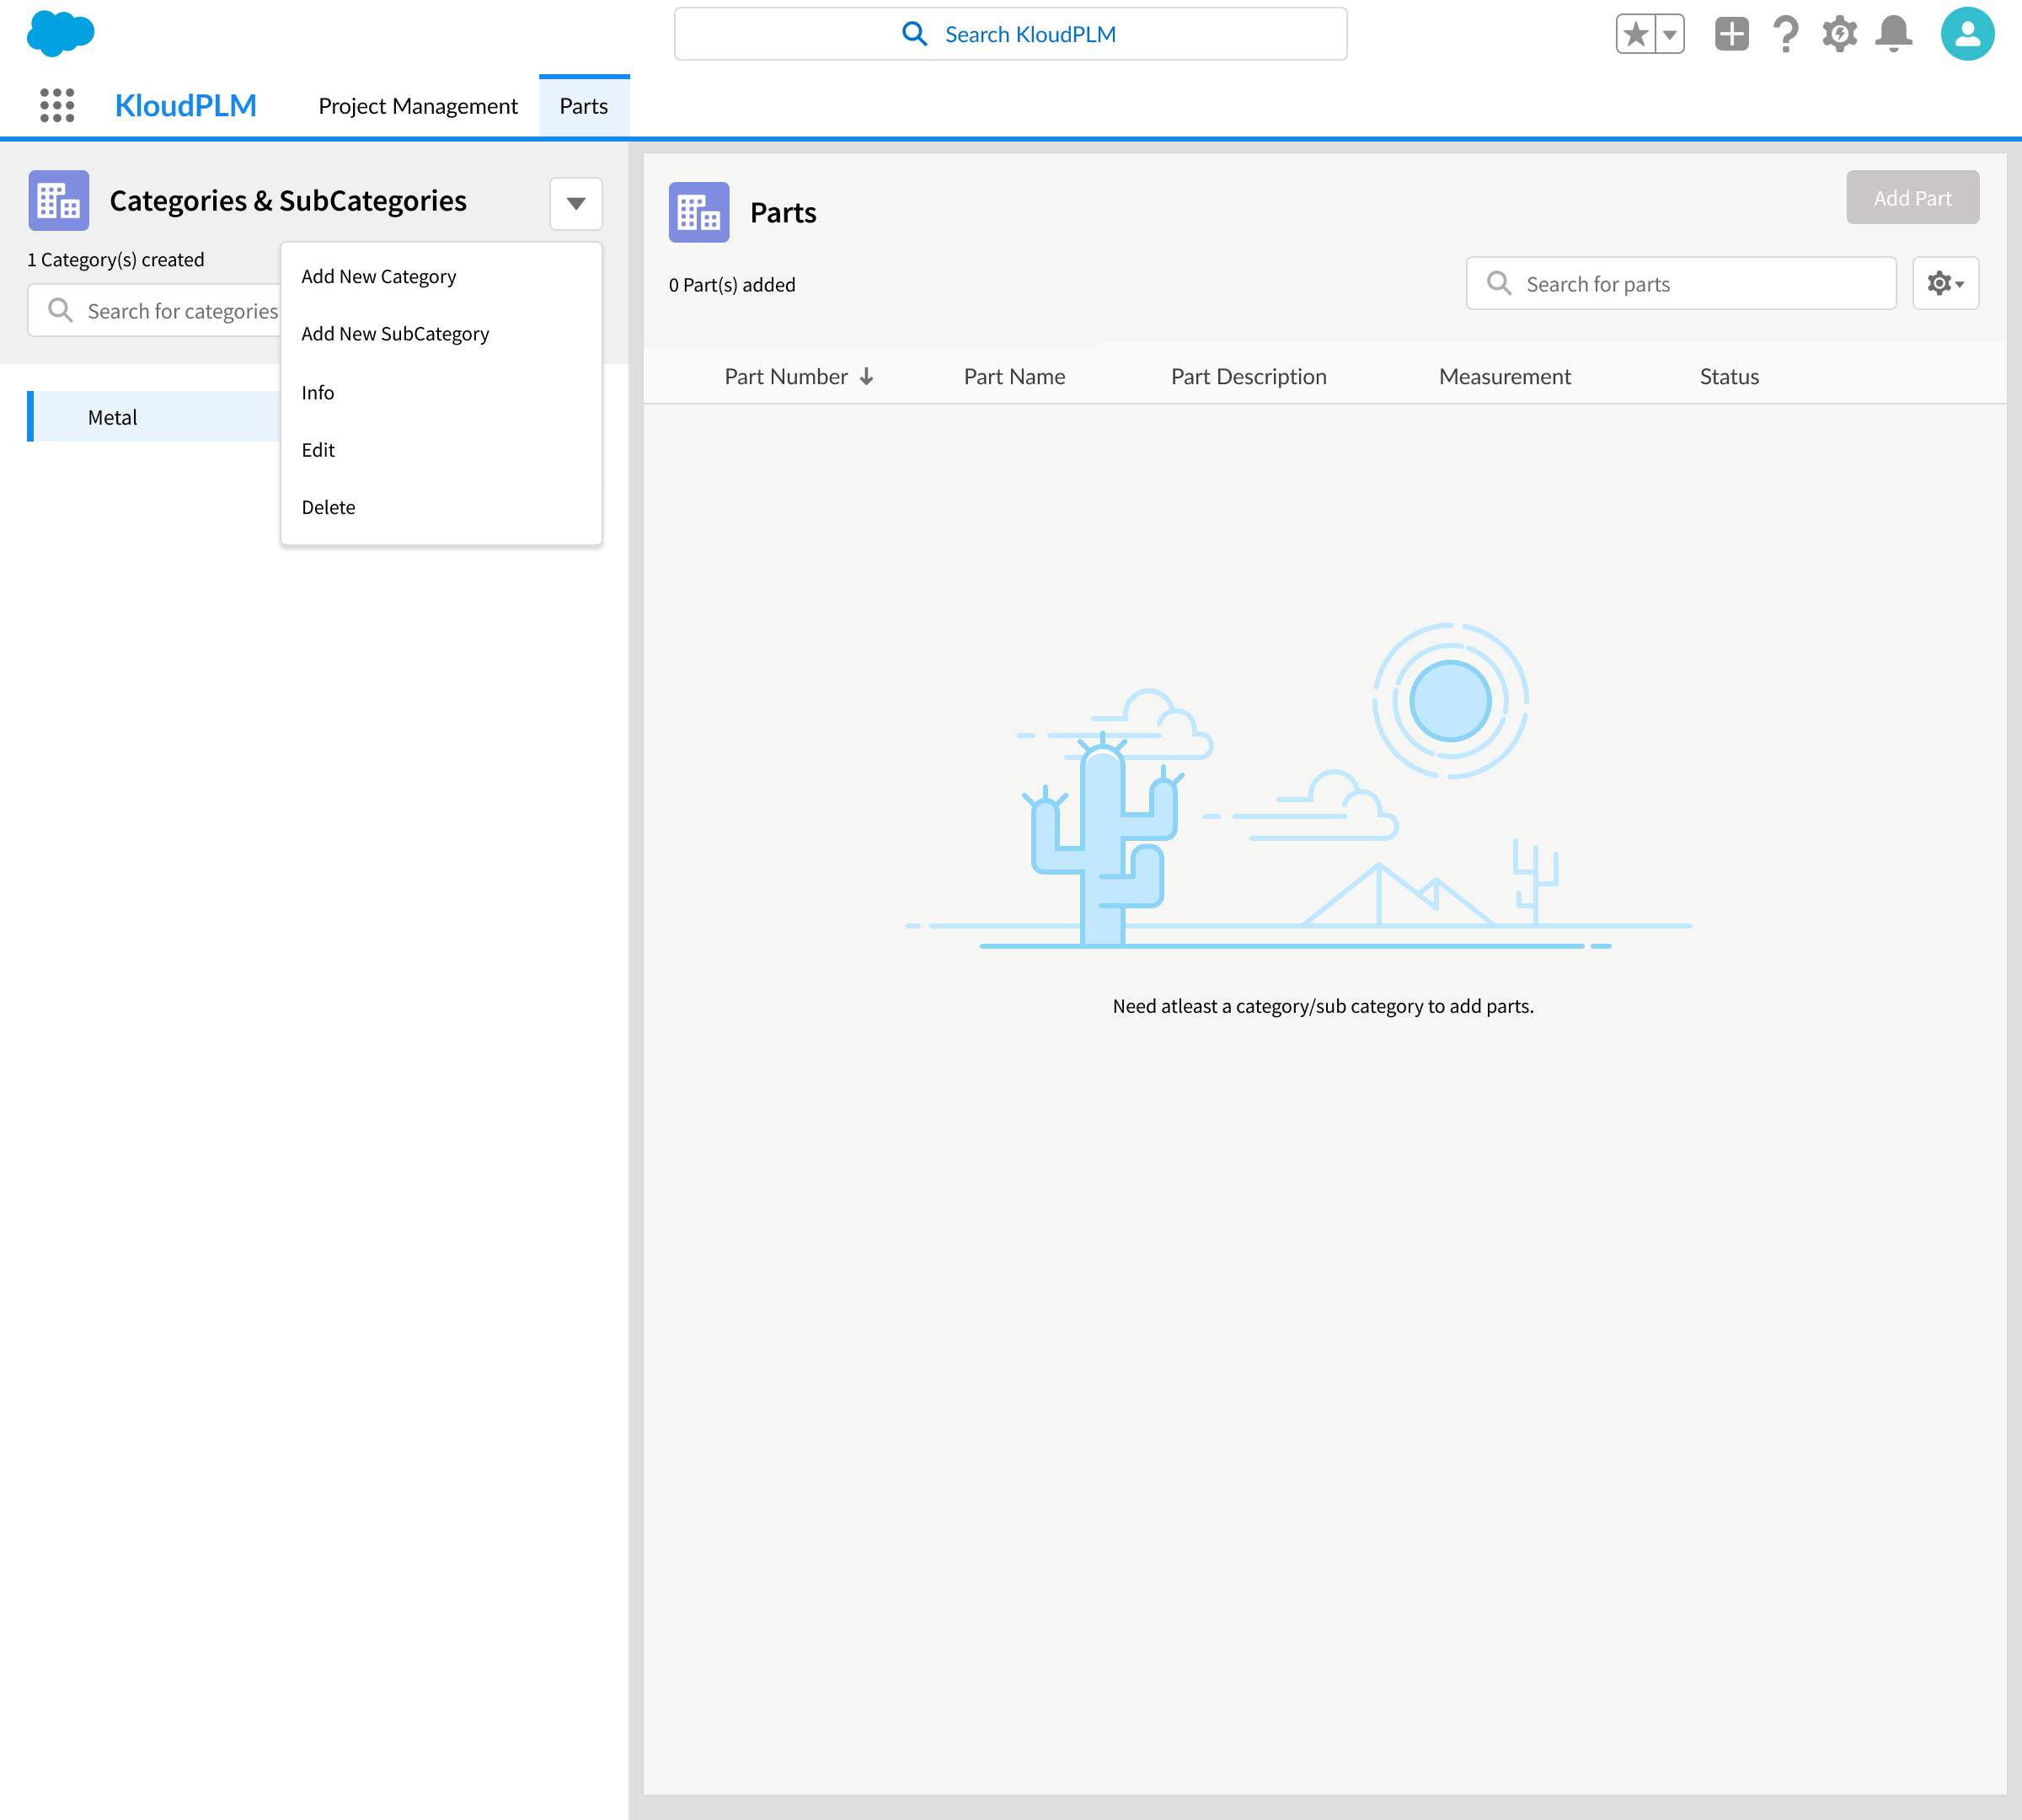 Search KloudPLM
KloudPLM
Project Management
Parts
Categories & SubCategories
1 Category(s) created
Search for categories
Add New Category
Add New SubCategory
Info
Edit
Delete
Metal
Parts
Add Part
0 Part(s) added
Search for parts
Part Number
Part Name
Part Description
Measurement
Status
Need atleast a category/sub category to add parts.